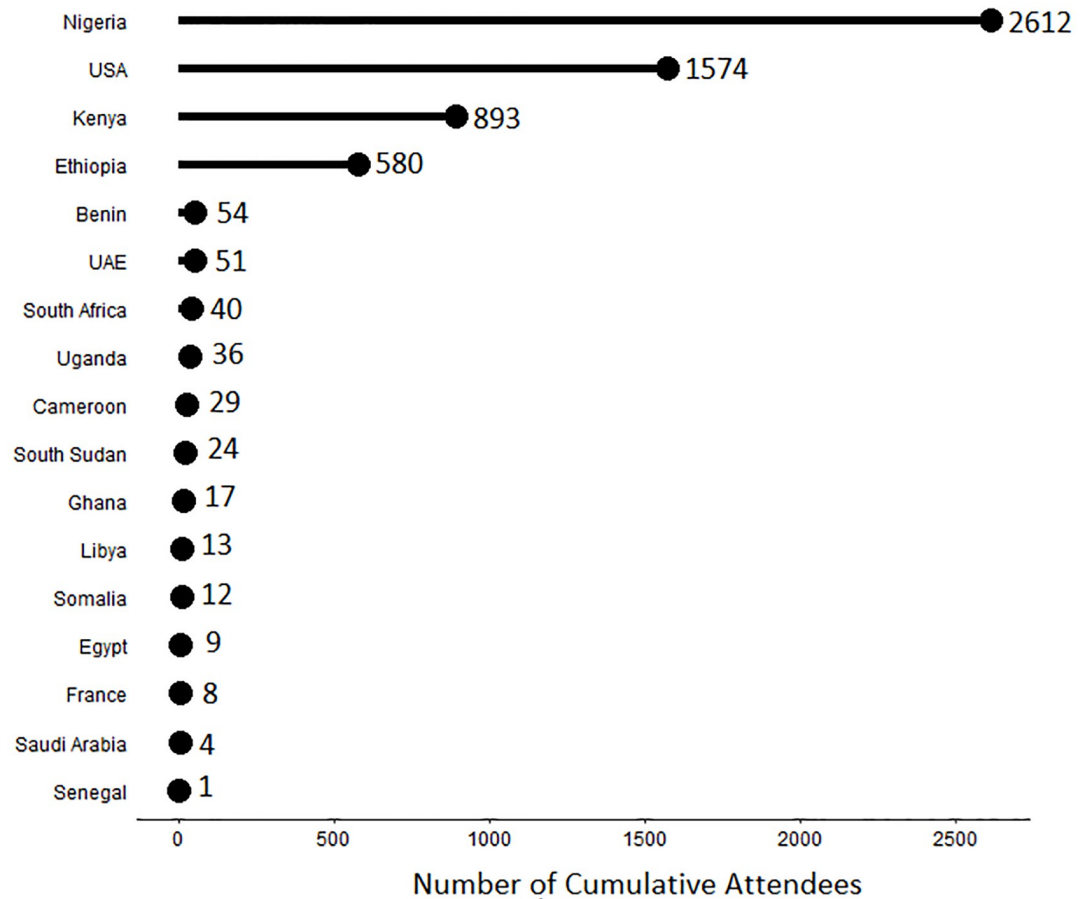 Nigeria 2612
USA 1574
Kenya 893
Ethiopia 580
Benin 54
UAE 51
South Africa 40
Uganda 36
Cameroon 29
South Sudan 24
Ghana 17
Libya 13
Somalia 12
Egypt 9
France 8
Saudi Arabia 4
Senegal 1
0 500 1000 1500 2000 2500
Number of Cumulative Attendees